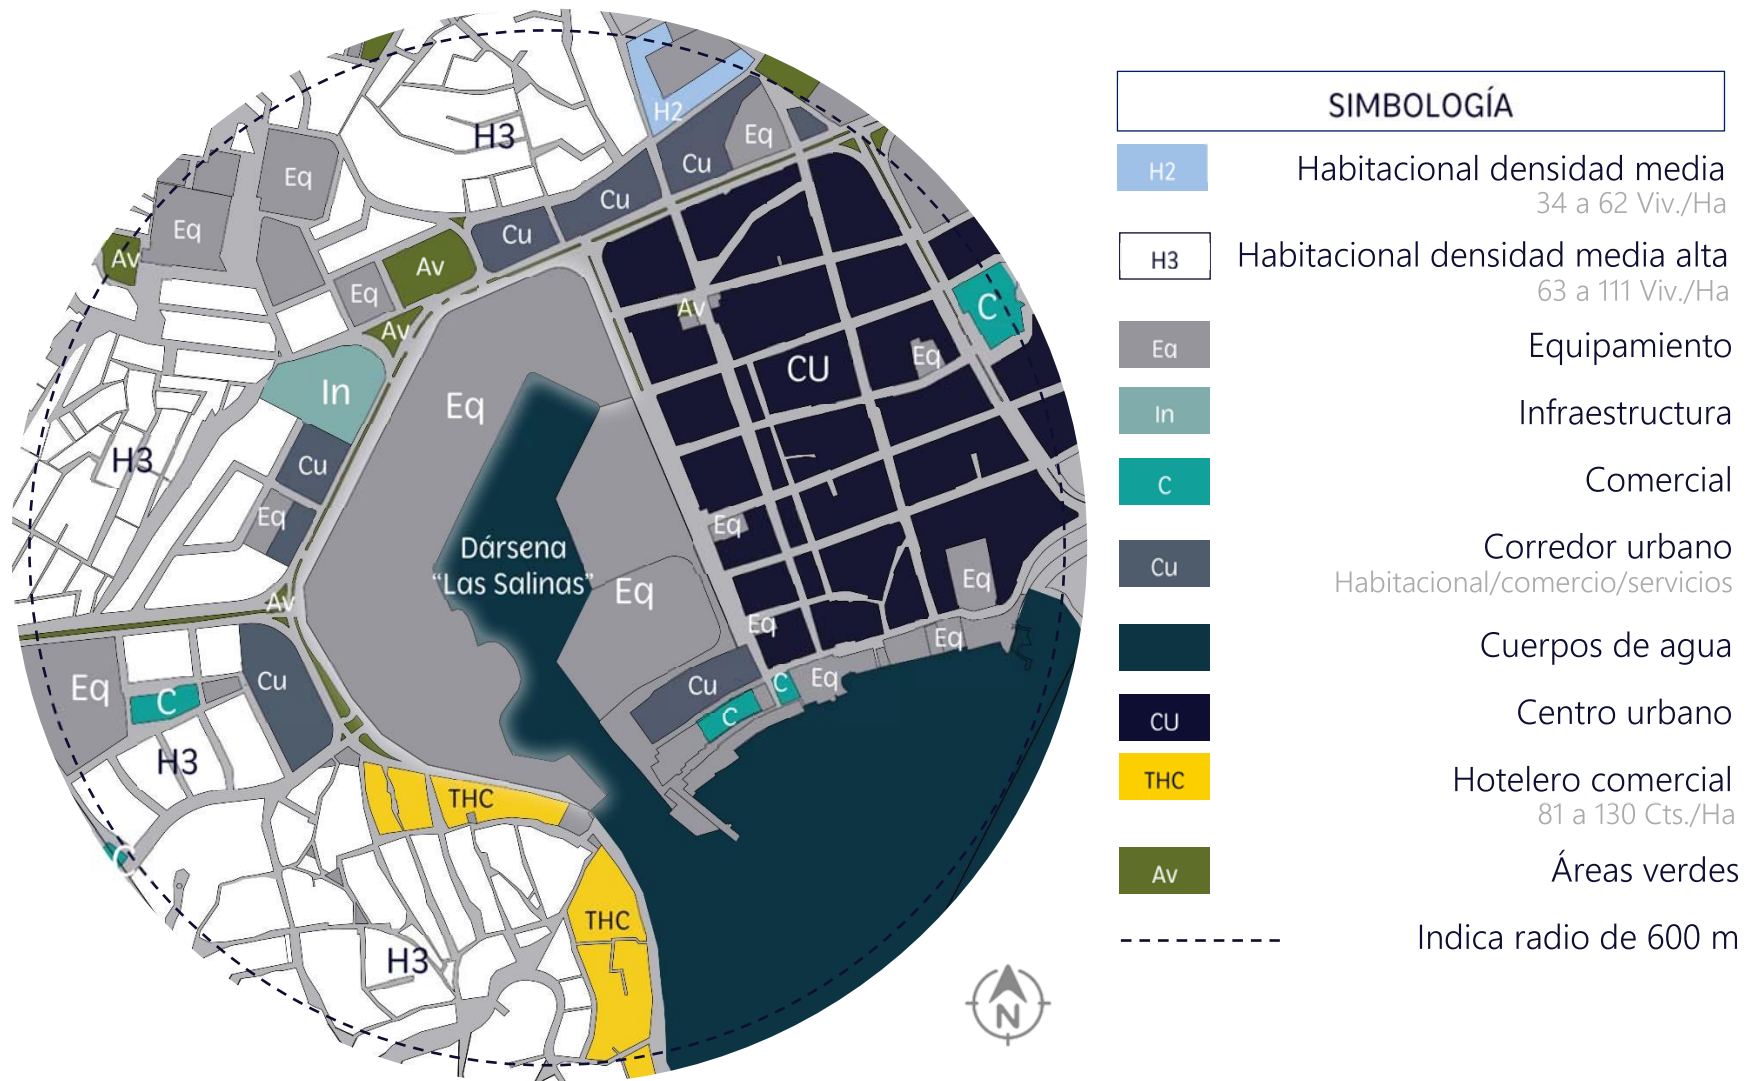 H2
H3
Eq
Cu
Eq
Cu
Eq
Cu
Av
Av
Eq
Av
Av
C
Eq
CU
In
Eq
H3
Cu
Eq
Eq
Dársena
“Las Salinas”
Eq
Eq
Av
Eq
Eq
Cu
Eq
C
Cu
C
Eq
C
H3
THC
C
THC
H3
N
SIMBOLOGÍA
H2
Habitacional densidad media
34 a 62 Viv./Ha
H3
Habitacional densidad media alta
63 a 111 Viv./Ha
Eq
Equipamiento
In
Infraestructura
C
Comercial
Cu
Corredor urbano
Habitacional/comercio/servicios
Cuerpos de agua
CU
Centro urbano
THC
Hotelero comercial
81 a 130 Cts./Ha
Av
Áreas verdes
Indica radio de 600 m